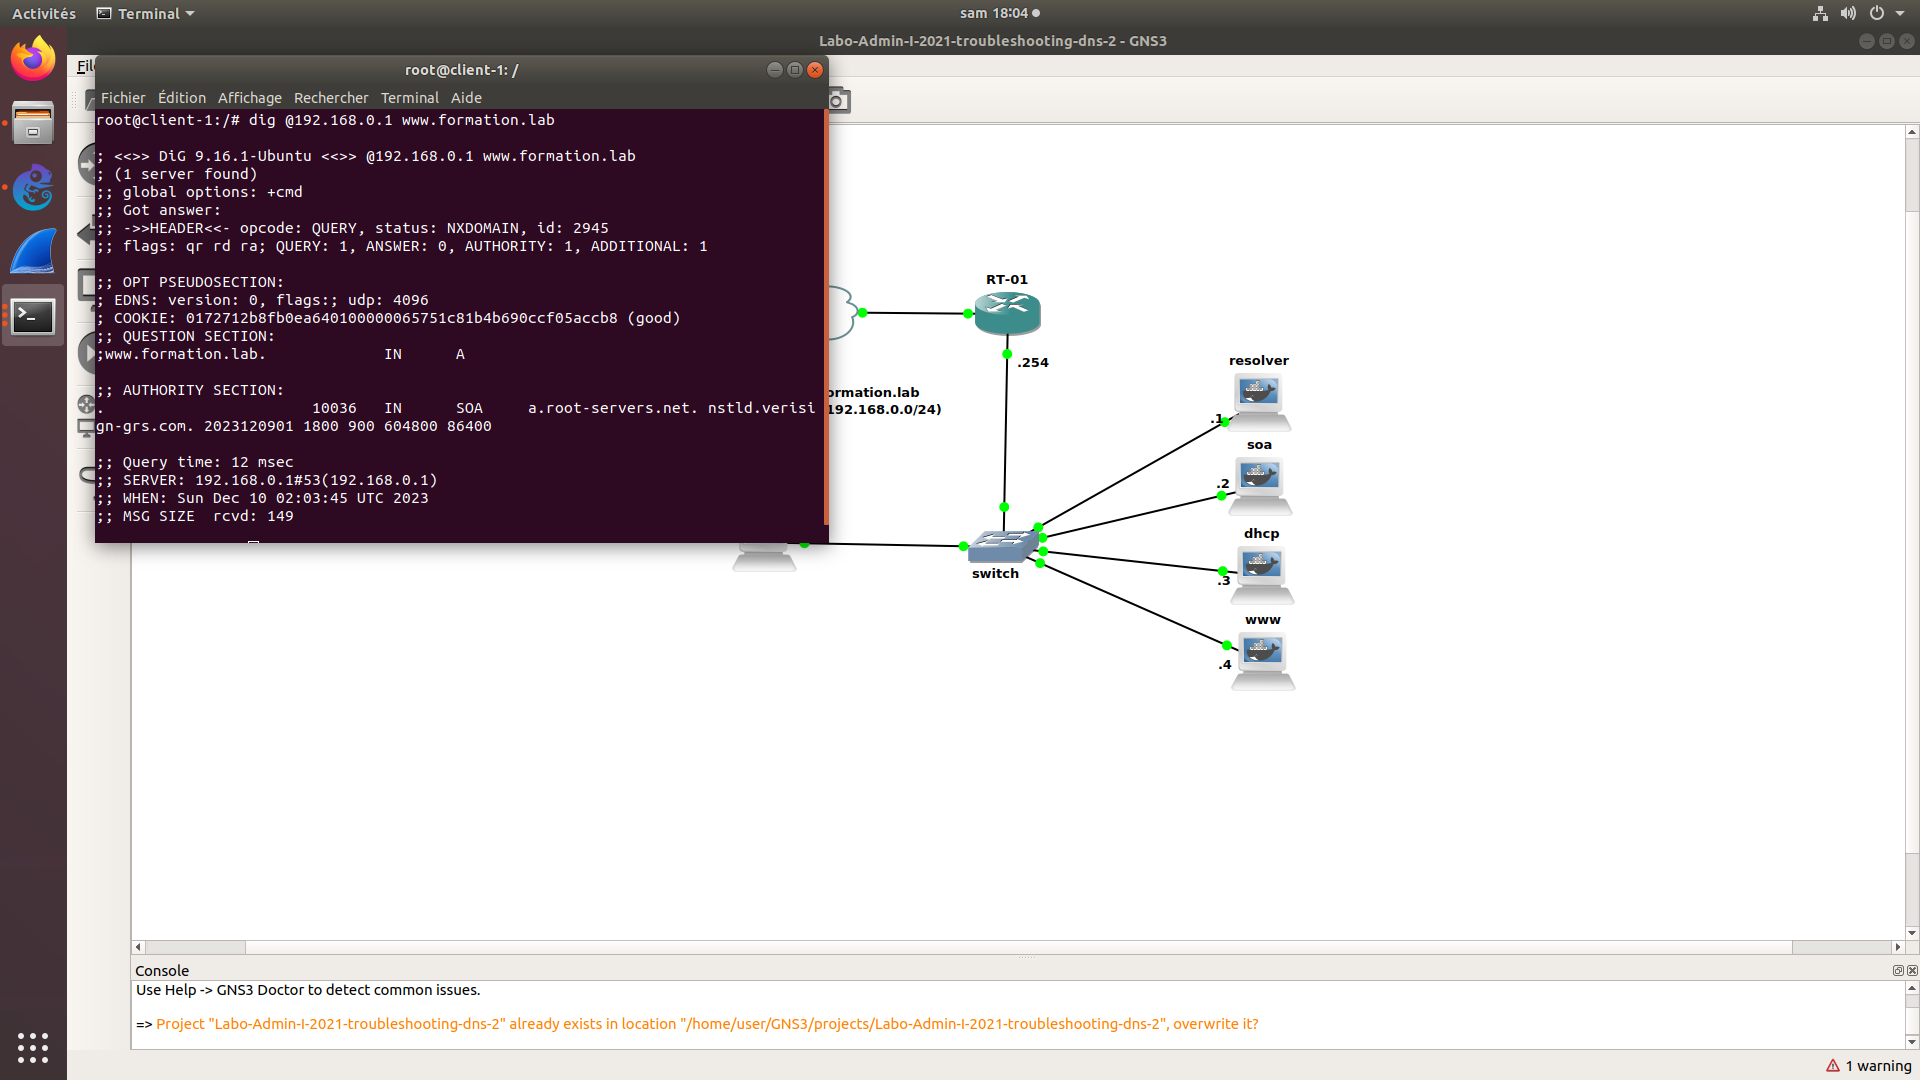 Activités
Terminal
sam 18:04
Labo-Admin-I-2021-troubleshooting-dns-2 - GNS3
root@client-1: /
Fichier Édition Affichage Rechercher Terminal Aide
root@client-1:/# dig @192.168.0.1 www.formation.lab
; <<>> DiG 9.16.1-Ubuntu <<>> @192.168.0.1 www.formation.lab
; (1 server found)
;; global options: +cmd
;; Got answer:
;; ->>HEADER<<- opcode: QUERY, status: NXDOMAIN, id: 2945
;; flags: qr rd ra; QUERY: 1, ANSWER: 0, AUTHORITY: 1, ADDITIONAL: 1
;; OPT PSEUDOSECTION:
; EDNS: version: 0, flags:; udp: 4096
; COOKIE: 0172712b8fb0ea640100000065751c81b4b690ccf05accb8 (good)
;; QUESTION SECTION:
;www.formation.lab. IN A
;; AUTHORITY SECTION:
. 10036 IN SOA a.root-servers.net. nstld.verisi
gn-grs.com. 2023120901 1800 900 604800 86400
;; Query time: 12 msec
;; SERVER: 192.168.0.1#53(192.168.0.1)
;; WHEN: Sun Dec 10 02:03:45 UTC 2023
;; MSG SIZE rcvd: 149
RT-01
.254
ormation.lab
192.168.0.0/24)
resolver
.1
soa
.2
dhcp
.3
www
.4
switch
Console
Use Help -> GNS3 Doctor to detect common issues.
=> Project "Labo-Admin-I-2021-troubleshooting-dns-2" already exists in location "/home/user/GNS3/projects/Labo-Admin-I-2021-troubleshooting-dns-2", overwrite it?
1 warning